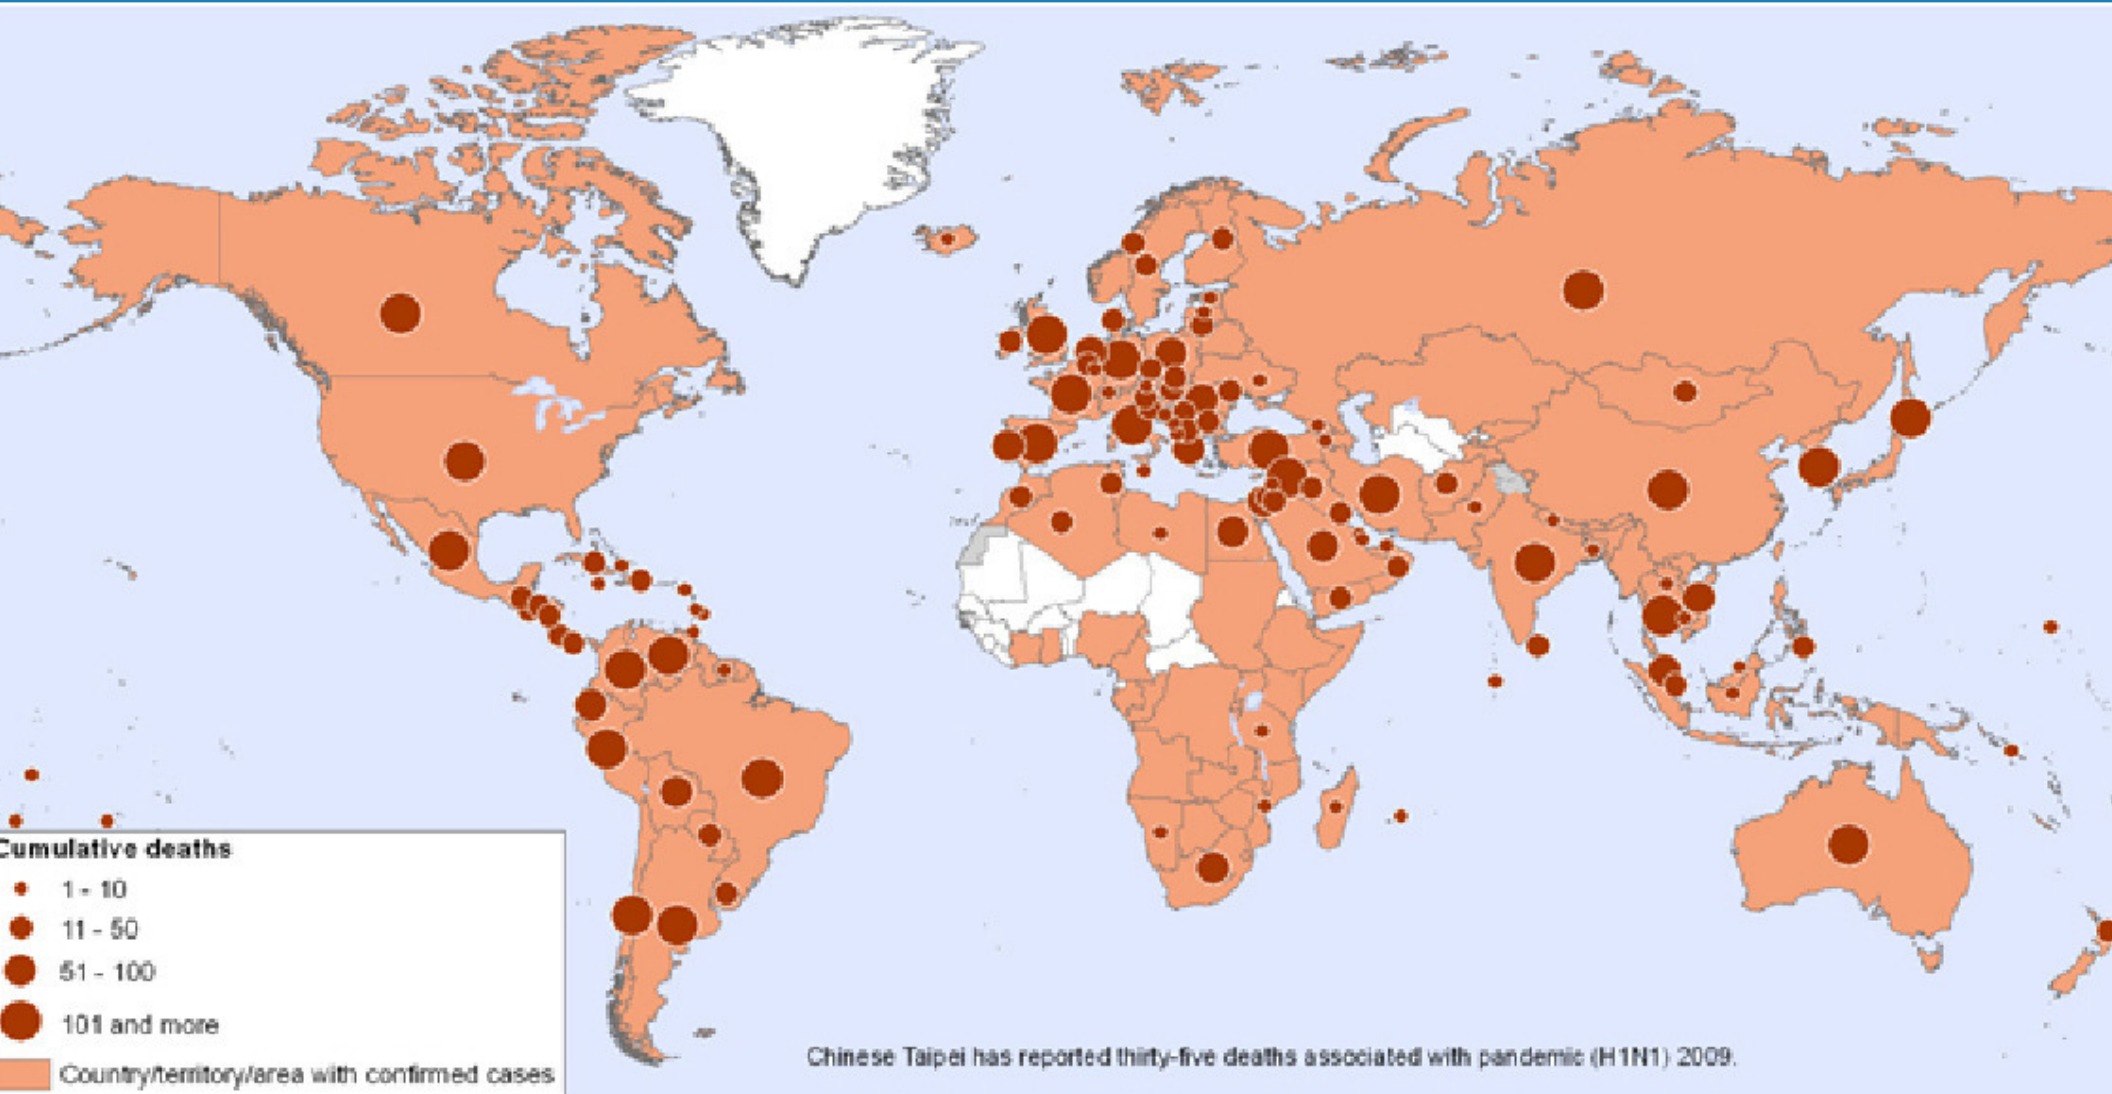 Cumulative deaths
1 - 10
11 - 50
51 - 100
101 and more
Country/territory/area with confirmed cases
Chinese Taipei has reported thirty-five deaths associated with pandemic (H1N1) 2009.